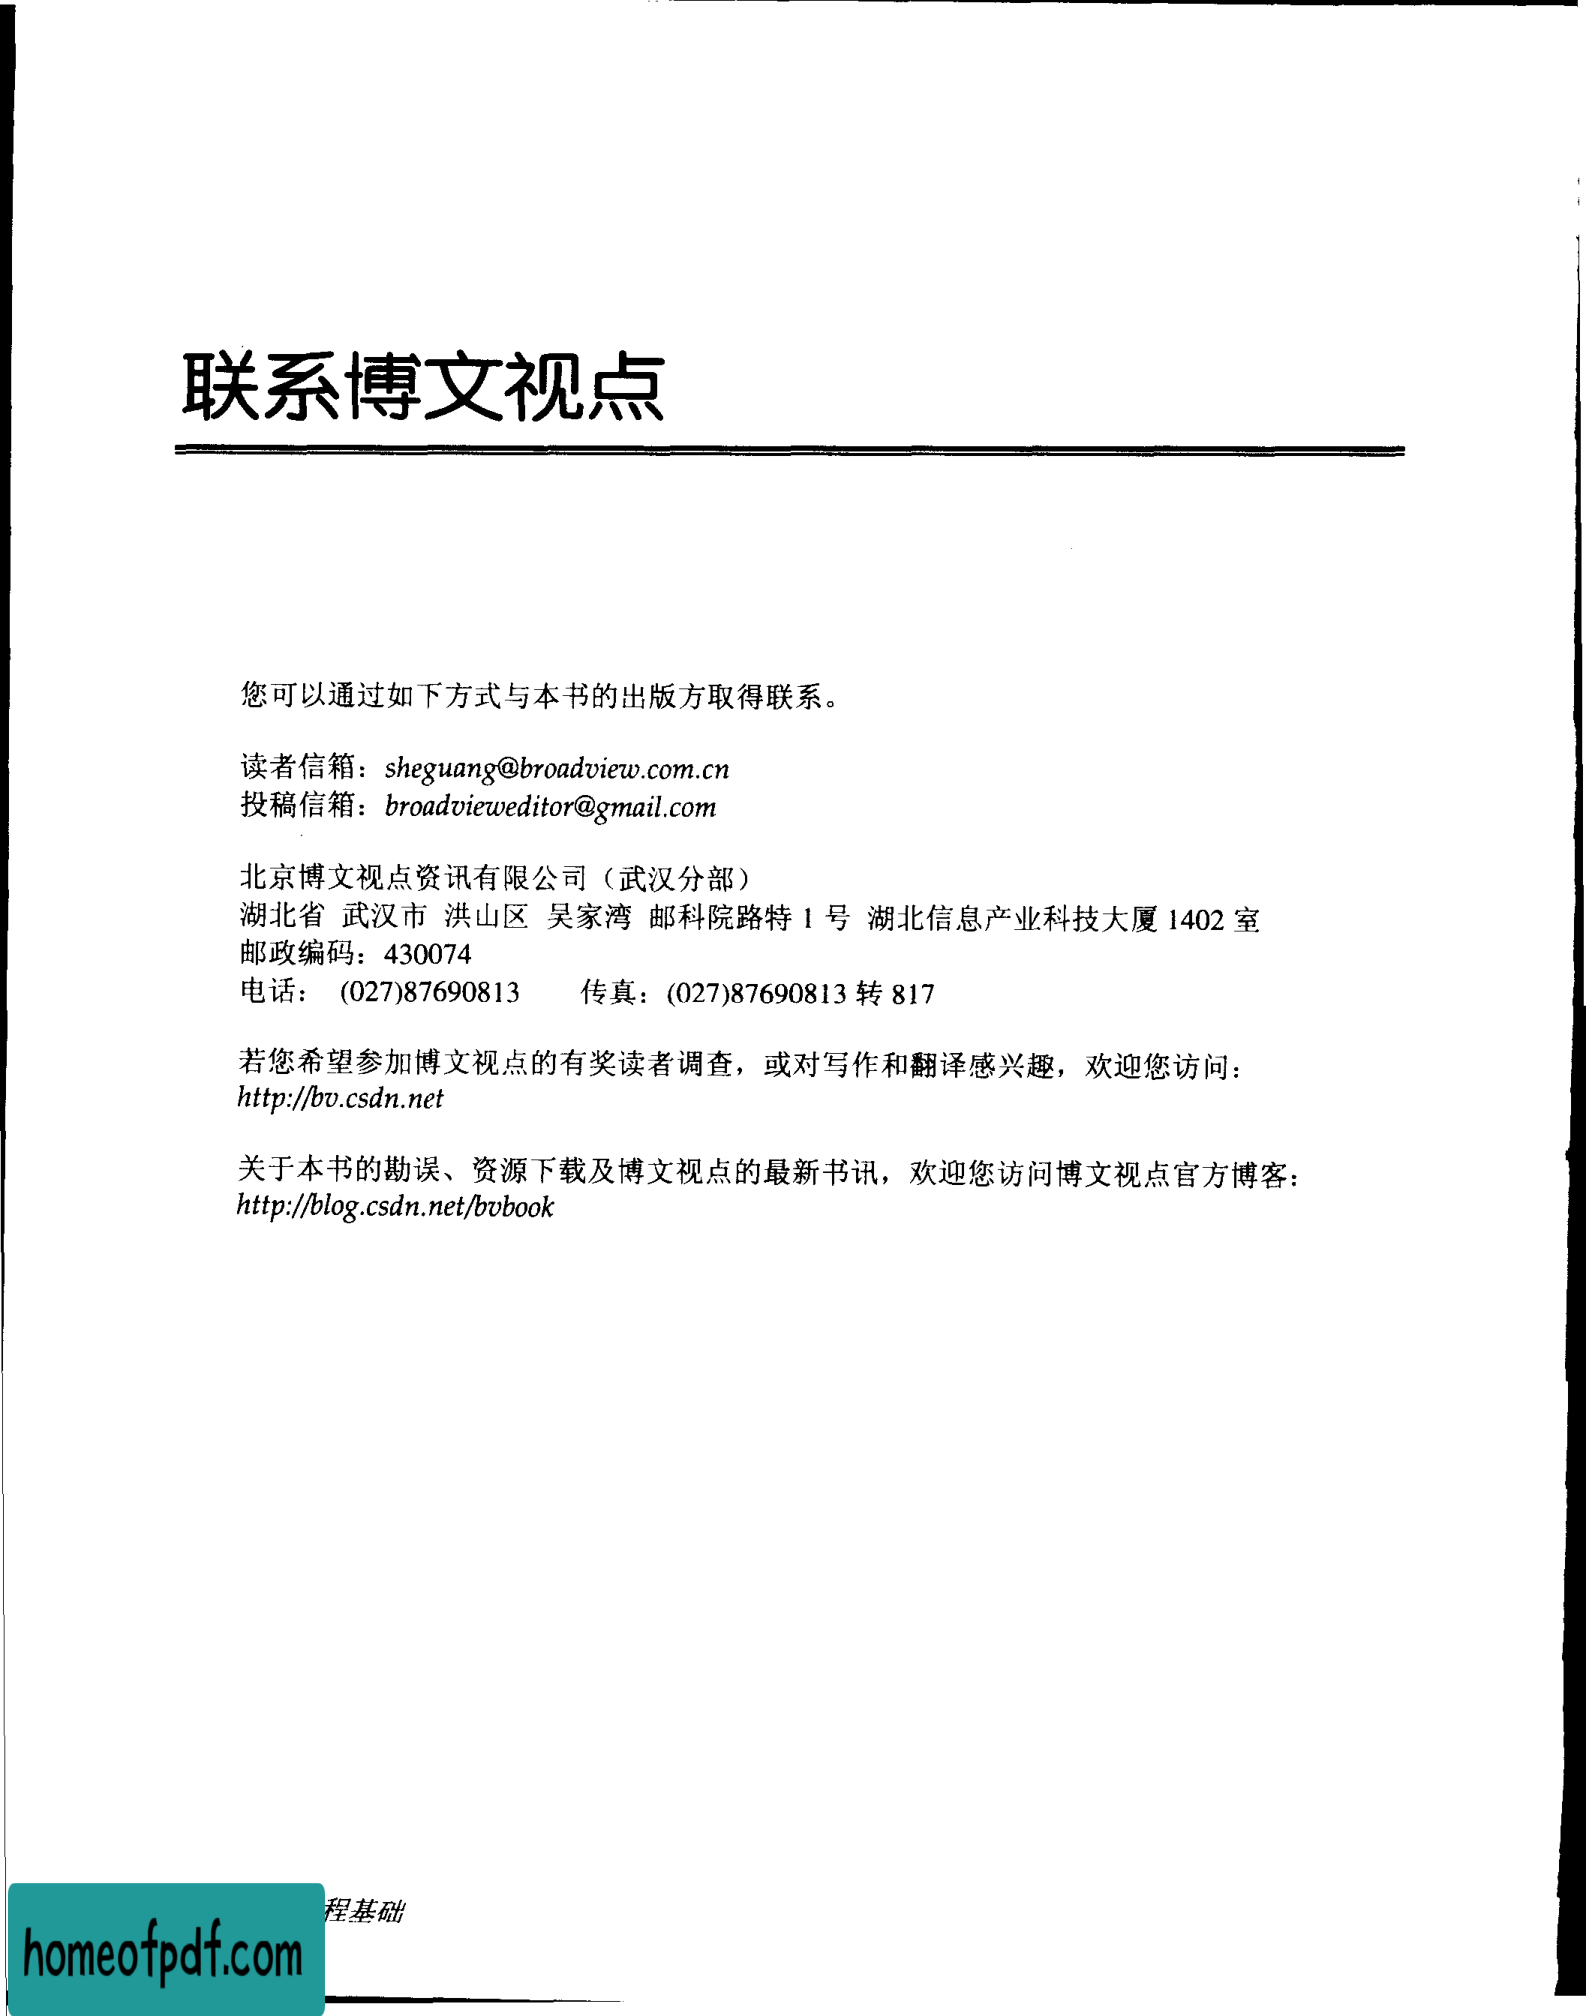 联系博文视点
您可以通过如下方式与本书的出版方取得联系。
读者信箱：sheguang@broadview.com.cn
投稿信箱：broadvieweditor@gmail.com
北京博文视点资讯有限公司（武汉分部）
湖北省 武汉市 洪山区 吴家湾 邮科院路特 1 号 湖北信息产业科技大厦 1402 室
邮政编码：430074
电话： (027)87690813 传真：(027)87690813 转 817
若您希望参加博文视点的有奖读者调查，或对写作和翻译感兴趣，欢迎您访问：
http://bv.csdn.net
关于本书的勘误、资源下载及博文视点的最新书讯，欢迎您访问博文视点官方博客：
http://blog.csdn.net/bvbook
程基础
homeofpdf.com